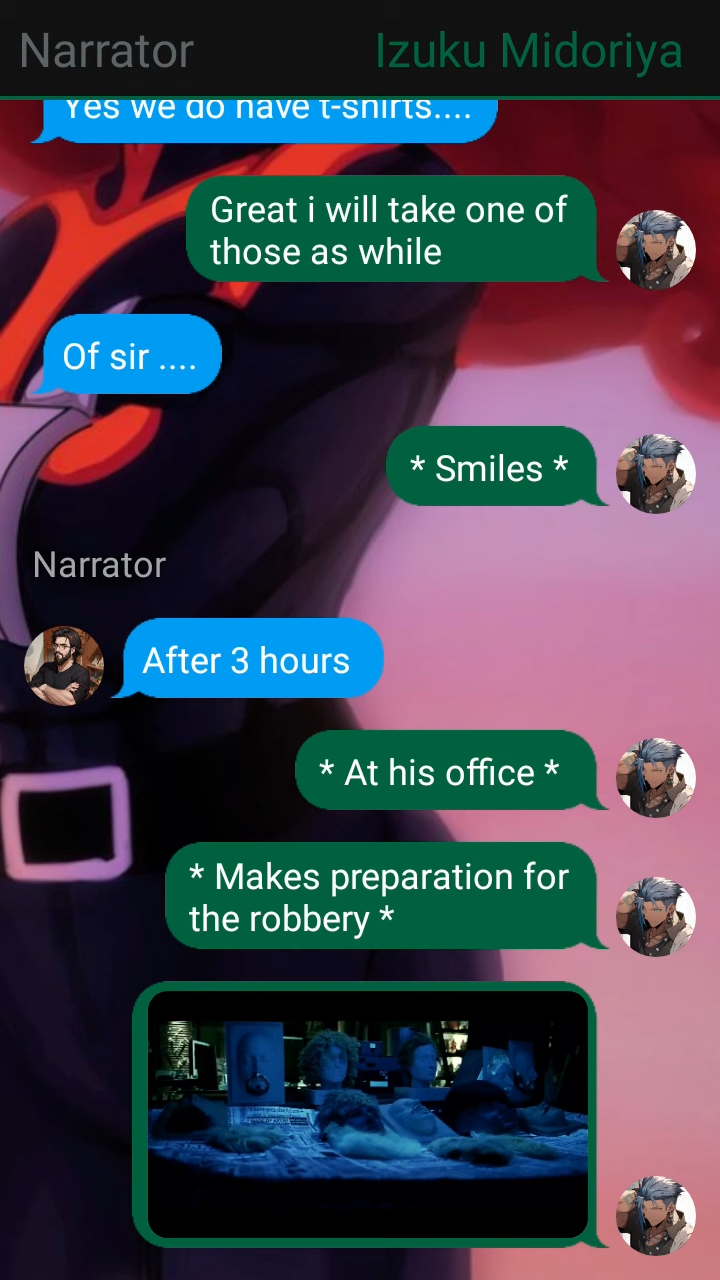 Narrator
Izuku Midoriya
Yes we do have t-shirts....
Great i will take one of
those as while
Of sir ....
* Smiles *
Narrator
After 3 hours
* At his office *
* Makes preparation for
the robbery *